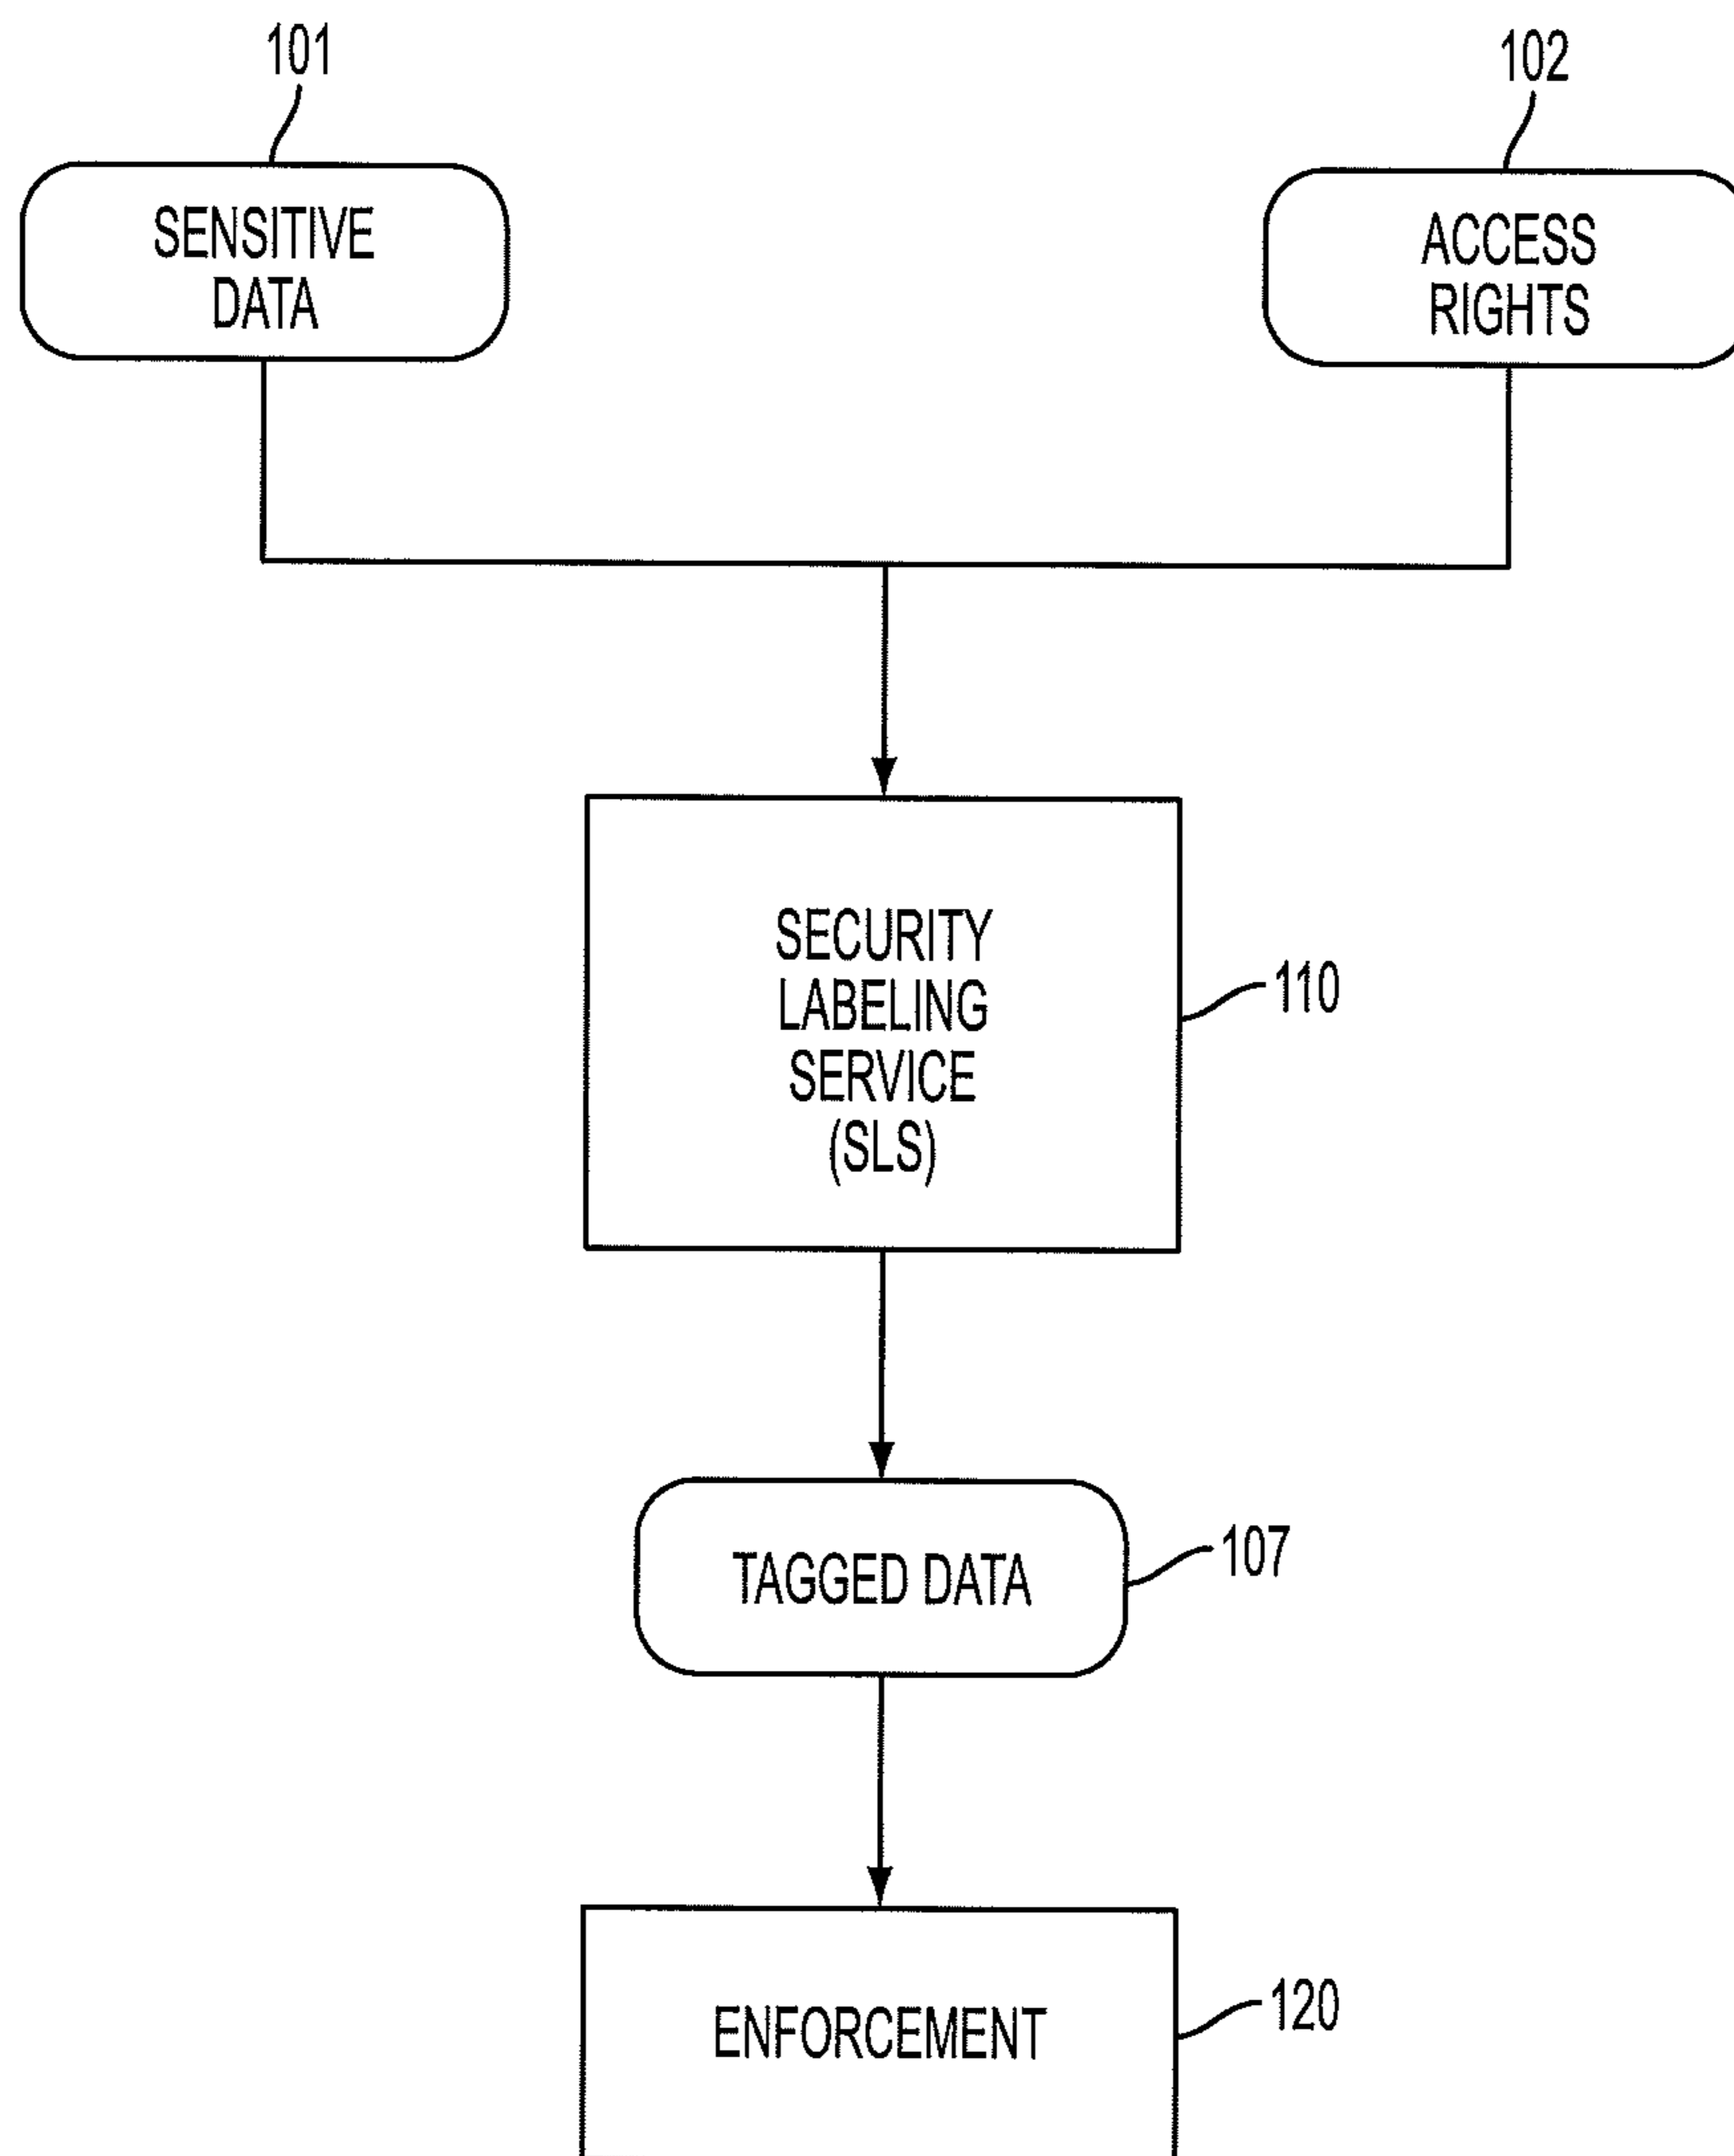 101
102
SENSITIVE
DATA
ACCESS
RIGHTS
SECURITY
LABELING
SERVICE
(SLS)
110
TAGGED DATA
107
ENFORCEMENT
120